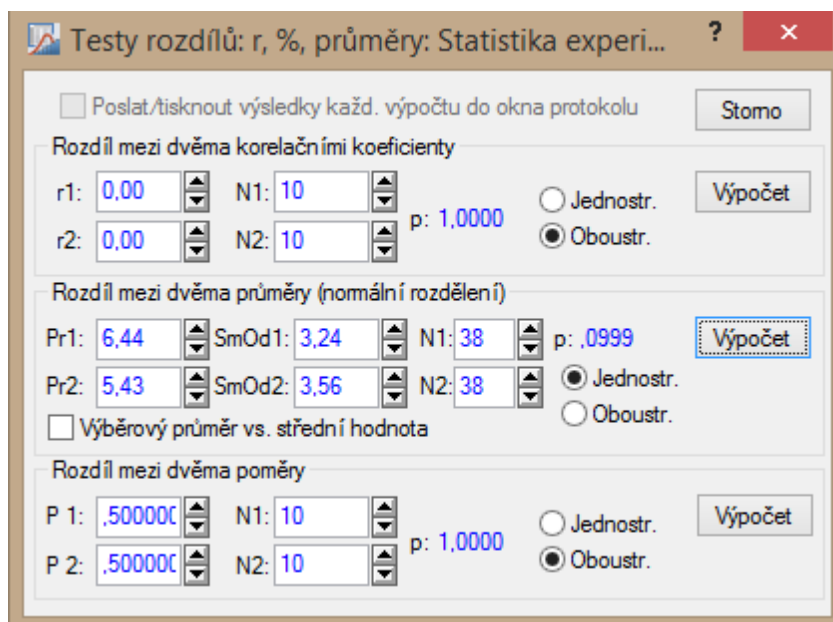 Testy rozdílů: r, %, průměry: Statistika experi... ?
Poslat/tisknout výsledky každ. výpočtu do okna protokolu Storno
Rozdíl mezi dvěma korelačními koeficienty
r1: 0,00 N1: 10 Jednostr. Výpočet
p: 1,0000
r2: 0,00 N2: 10 Oboustr.
Rozdíl mezi dvěma průměry (normální rozdělení)
Pr1: 6,44 SmOd1: 3,24 N1: 38 p: ,0999 Výpočet
Pr2: 5,43 SmOd2: 3,56 N2: 38 Jednostr.
Výběrový průměr vs. střední hodnota Oboustr.
Rozdíl mezi dvěma poměry
P 1: ,500000 N1: 10 Jednostr. Výpočet
p: 1,0000
P 2: ,500000 N2: 10 Oboustr.